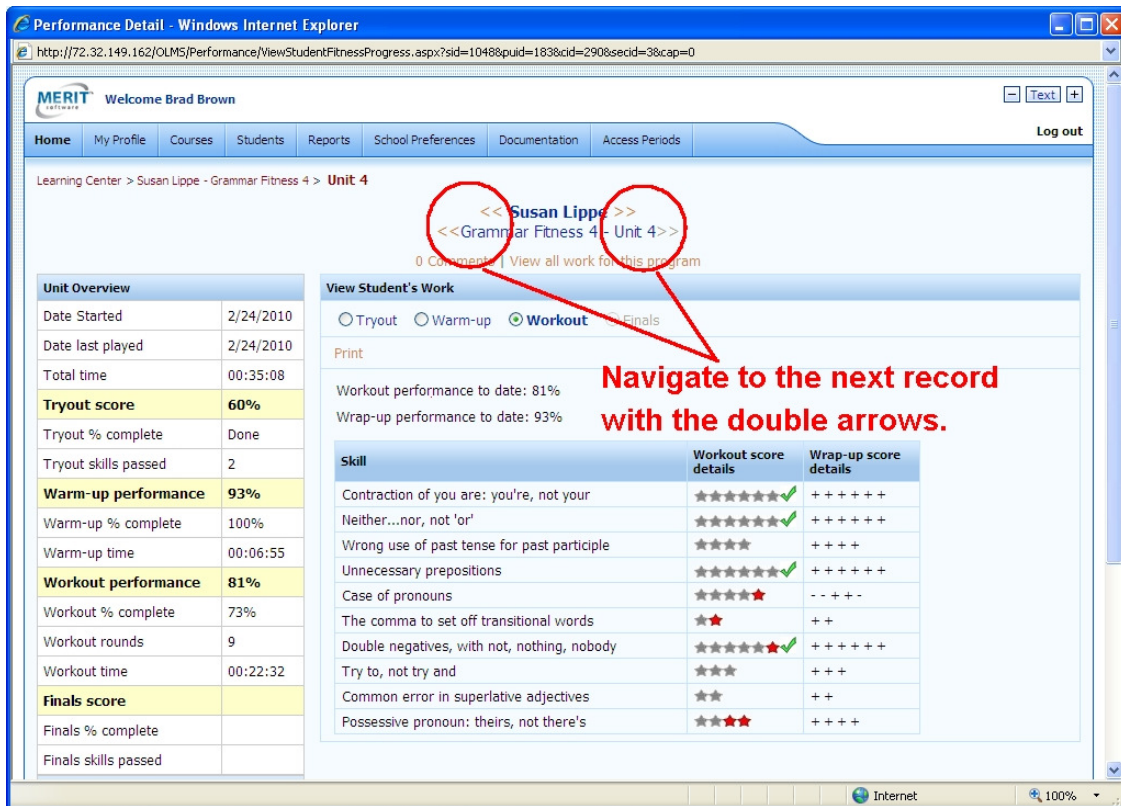 Performance Detail - Windows Internet Explorer
http://72.32.149.162/OLMS/Performance/ViewStudentFitnessProgress.aspx?sid=1048&puid=183&cid=290&secid=3&cap=0
MERIT software Welcome Brad Brown - Text +
Home My Profile Courses Students Reports School Preferences Documentation Access Periods Log out
Learning Center > Susan Lippe - Grammar Fitness 4 > Unit 4
<< Susan Lippe >>
<<Grammar Fitness 4 - Unit 4>>
0 Comments | View all work for this program
Unit Overview
Date Started 2/24/2010
Date last played 2/24/2010
Total time 00:35:08
Tryout score 60%
Tryout % complete Done
Tryout skills passed 2
Warm-up performance 93%
Warm-up % complete 100%
Warm-up time 00:06:55
Workout performance 81%
Workout % complete 73%
Workout rounds 9
Workout time 00:22:32
Finals score
Finals % complete
Finals skills passed
View Student's Work
Tryout Warm-up Workout Finals
Print
Workout performance to date: 81%
Wrap-up performance to date: 93%
Navigate to the next record
with the double arrows.
Skill Workout score details Wrap-up score details
Contraction of you are: you're, not your + + + + + +
Neither...nor, not 'or' + + + + + +
Wrong use of past tense for past participle + + + +
Unnecessary prepositions + + + + + +
Case of pronouns - - + + -
The comma to set off transitional words + +
Double negatives, with not, nothing, nobody + + + + + +
Try to, not try and + + +
Common error in superlative adjectives + +
Possessive pronoun: theirs, not there's + + + +
Internet 100%